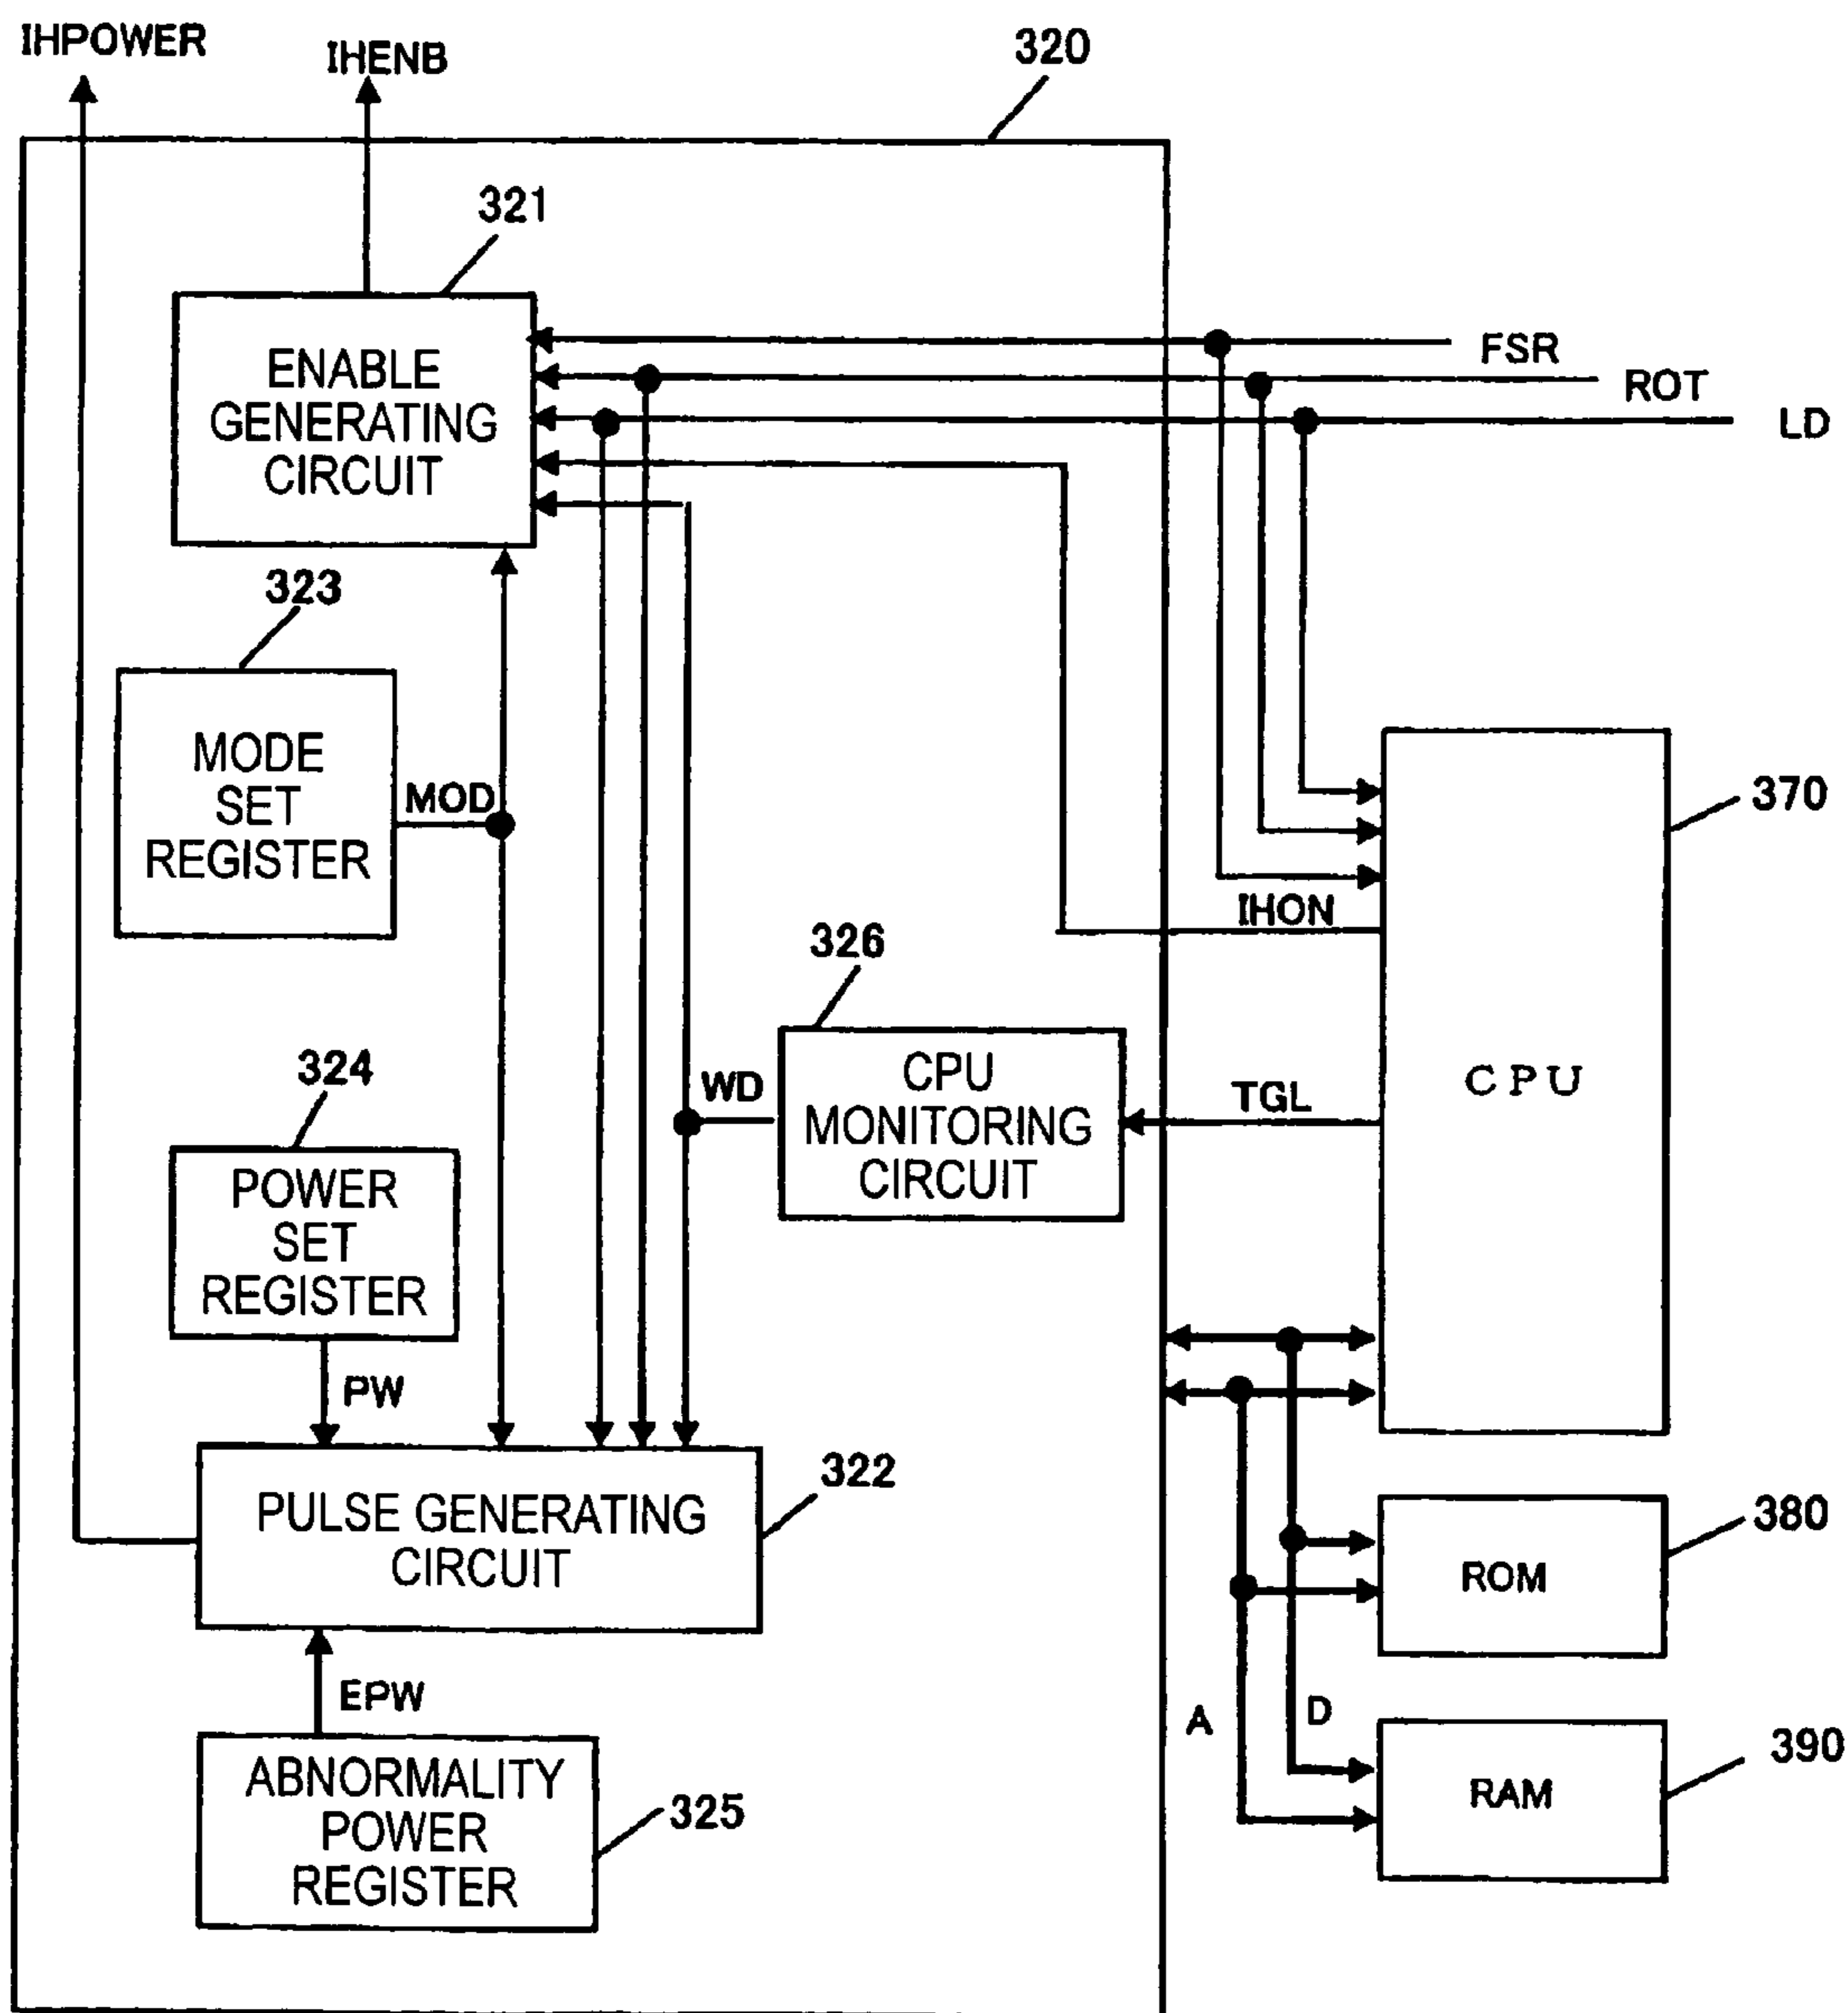 IHPOWER
IHENB
320
321
ENABLE
GENERATING
CIRCUIT
FSR
ROT
LD
323
MODE
SET
REGISTER
MOD
370
CPU
IHON
326
CPU
MONITORING
CIRCUIT
WD
TGL
324
POWER
SET
REGISTER
PW
322
PULSE GENERATING
CIRCUIT
380
ROM
EPW
A
D
390
RAM
ABNORMALITY
POWER
REGISTER
325